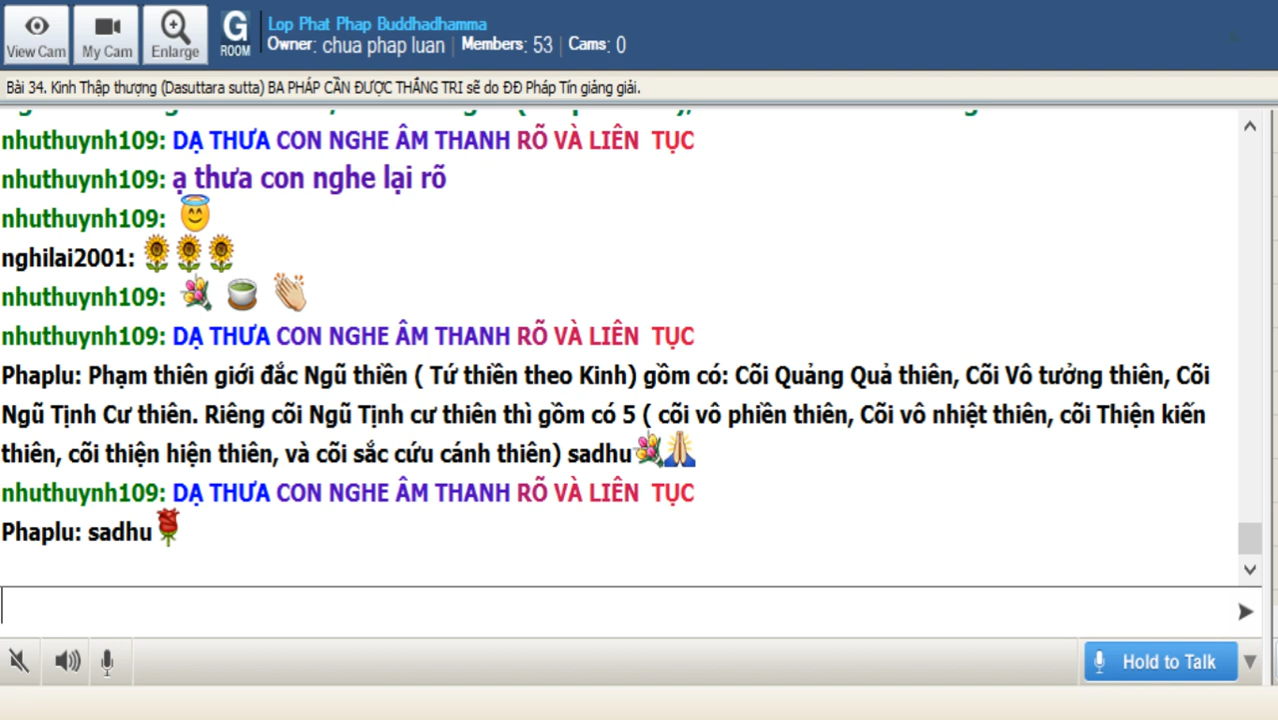 View Cam
My Cam
Enlarge
G
ROOM
Lop Phat Phap Buddhadhamma
Owner: chua phap luan | Members: 53 | Cams: 0
Bài 34. Kinh Thập thượng (Dasuttara sutta) BA PHÁP CẦN ĐƯỢC THẮNG TRI sẽ do ĐĐ Pháp Tín giảng giải.
nhuthuynh109: DẠ THƯA CON NGHE ÂM THANH RÕ VÀ LIÊN TỤC
nhuthuynh109: ạ thưa con nghe lại rõ
nhuthuynh109:
nghilai2001:
nhuthuynh109:
nhuthuynh109: DẠ THƯA CON NGHE ÂM THANH RÕ VÀ LIÊN TỤC
Phaplu: Phạm thiên giới đắc Ngũ thiền ( Tứ thiền theo Kinh) gồm có: Cõi Quảng Quả thiên, Cõi Vô tưởng thiên, Cõi
Ngũ Tịnh Cư thiên. Riêng cõi Ngũ Tịnh cư thiên thì gồm có 5 ( cõi vô phiền thiên, Cõi vô nhiệt thiên, cõi Thiện kiến
thiên, cõi thiện hiện thiên, và cõi sắc cứu cánh thiên) sadhu
nhuthuynh109: DẠ THƯA CON NGHE ÂM THANH RÕ VÀ LIÊN TỤC
Phaplu: sadhu
Hold to Talk